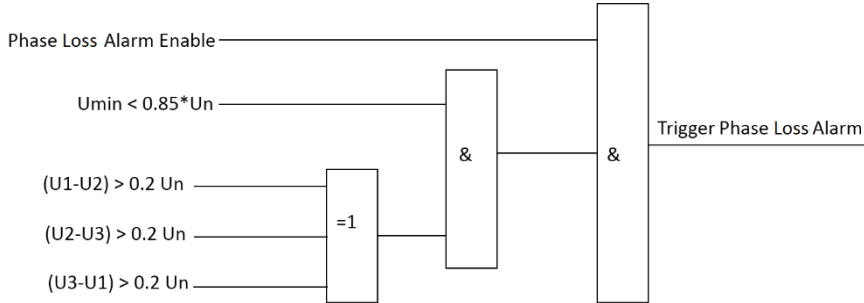 Phase Loss Alarm Enable
Umin < 0.85*Un
Trigger Phase Loss Alarm
&
&
(U1-U2) > 0.2 Un
=1
(U2-U3) > 0.2 Un
(U3-U1) > 0.2 Un